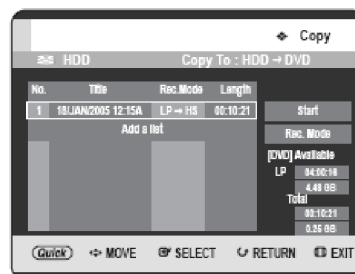 Copy
HDD Copy To : HDD → DVD
No. Title Rec.Mode Length
1 18/JAN/2005 12:15A LP → HS 00:10:21 Start
Add a list Rec. Mode
[DVD] Available
LP 04:00:16
4.43 GB
Total
00:10:21
0.26 GB
Quick MOVE SELECT RETURN EXIT